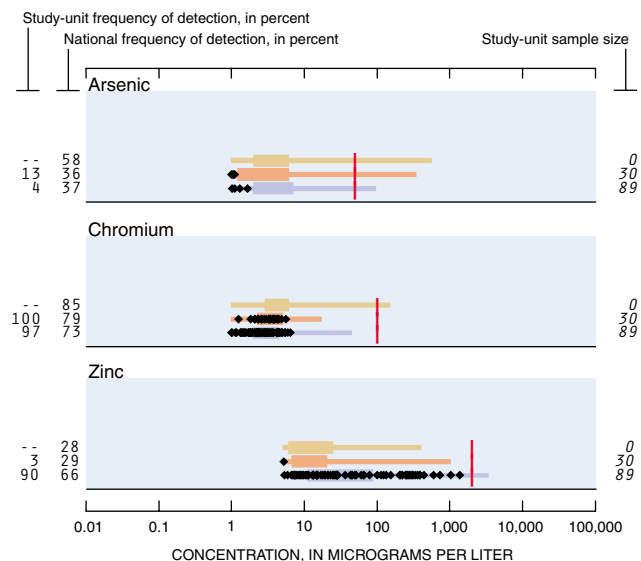 Study-unit frequency of detection, in percent
National frequency of detection, in percent
Study-unit sample size
Arsenic
-- 58 0
13 36 30
4 37 89
Chromium
-- 85 0
100 79 30
97 73 89
Zinc
-- 28 0
3 29 30
90 66 89
0.01 0.1 1 10 100 1,000 10,000 100,000
CONCENTRATION, IN MICROGRAMS PER LITER